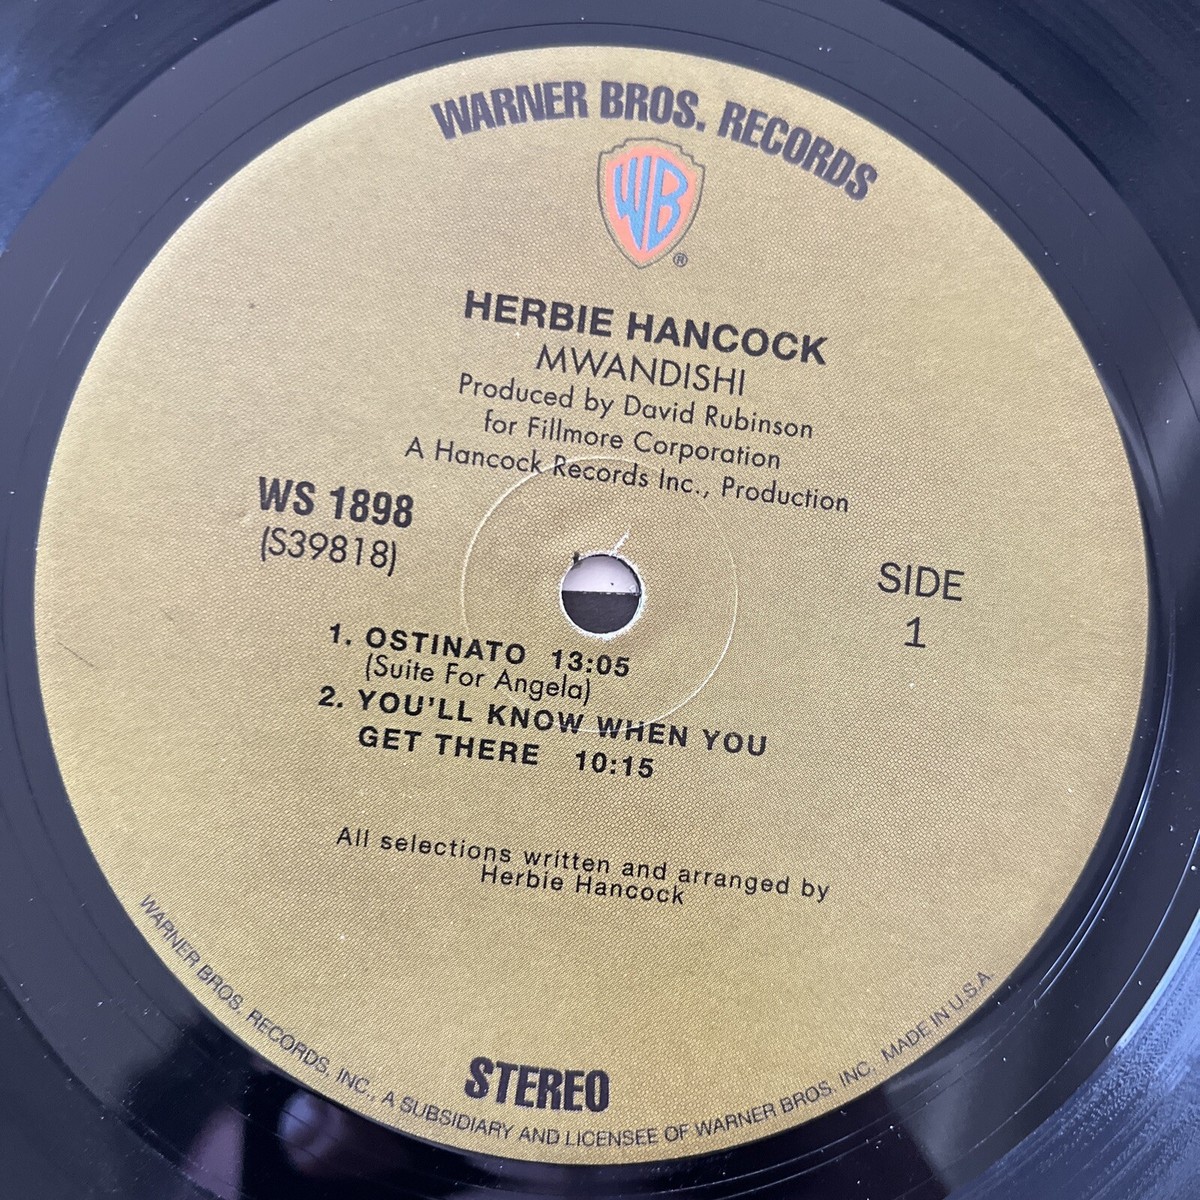 WARNER BROS. RECORDS
WB
®
HERBIE HANCOCK
MWANDISHI
Produced by David Rubinson
for Fillmore Corporation
A Hancock Records Inc., Production
WS 1898
(S39818)
SIDE
1
1. OSTINATO 13:05
(Suite For Angela)
2. YOU'LL KNOW WHEN YOU
GET THERE 10:15
All selections written and arranged by
Herbie Hancock
STEREO
WARNER BROS. RECORDS, INC., A SUBSIDIARY AND LICENSEE OF WARNER BROS. INC. MADE IN U.S.A.